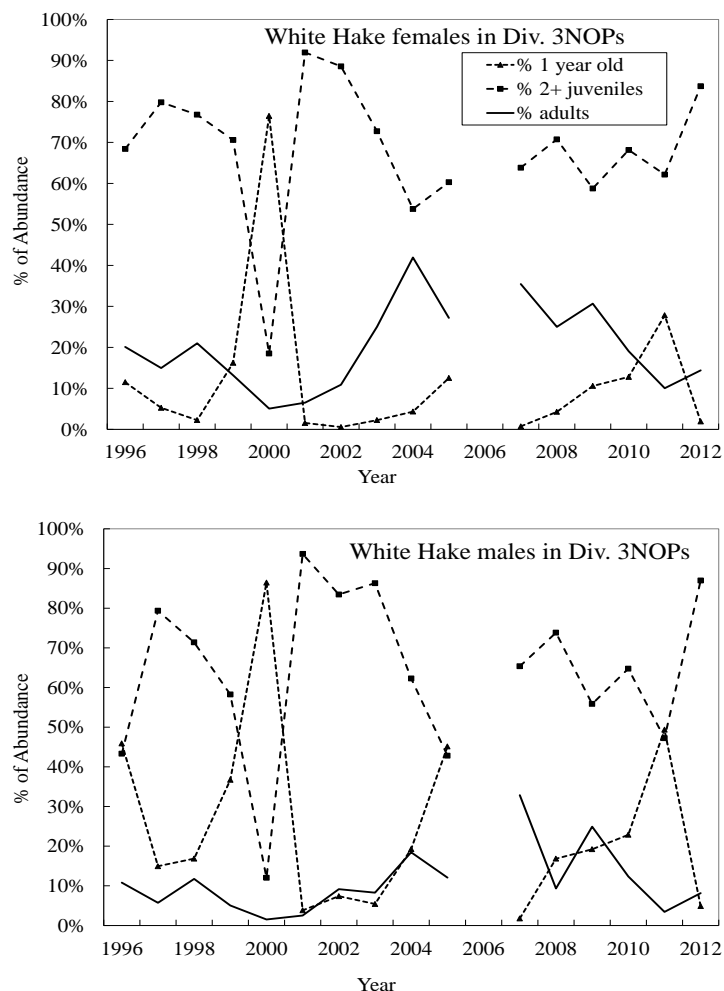 White Hake females in Div. 3NOPs
% 1 year old
% 2+ juveniles
% adults
100%
90%
80%
70%
60%
50%
40%
30%
20%
10%
0%
% of Abundance
1996 1998 2000 2002 2004 2006 2008 2010 2012
Year
White Hake males in Div. 3NOPs
100%
90%
80%
70%
60%
50%
40%
30%
20%
10%
0%
% of Abundance
1996 1998 2000 2002 2004 2006 2008 2010 2012
Year